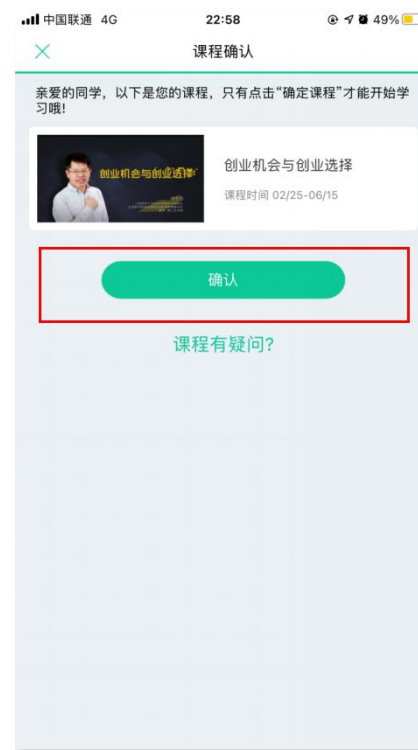 中国联通 4G 22:58 49%
课程确认
亲爱的同学，以下是您的课程，只有点击“确定课程”才能开始学
习哦！
创业机会与创业选择
创业机会与创业选择
课程时间 02/25-06/15
确认
课程有疑问?